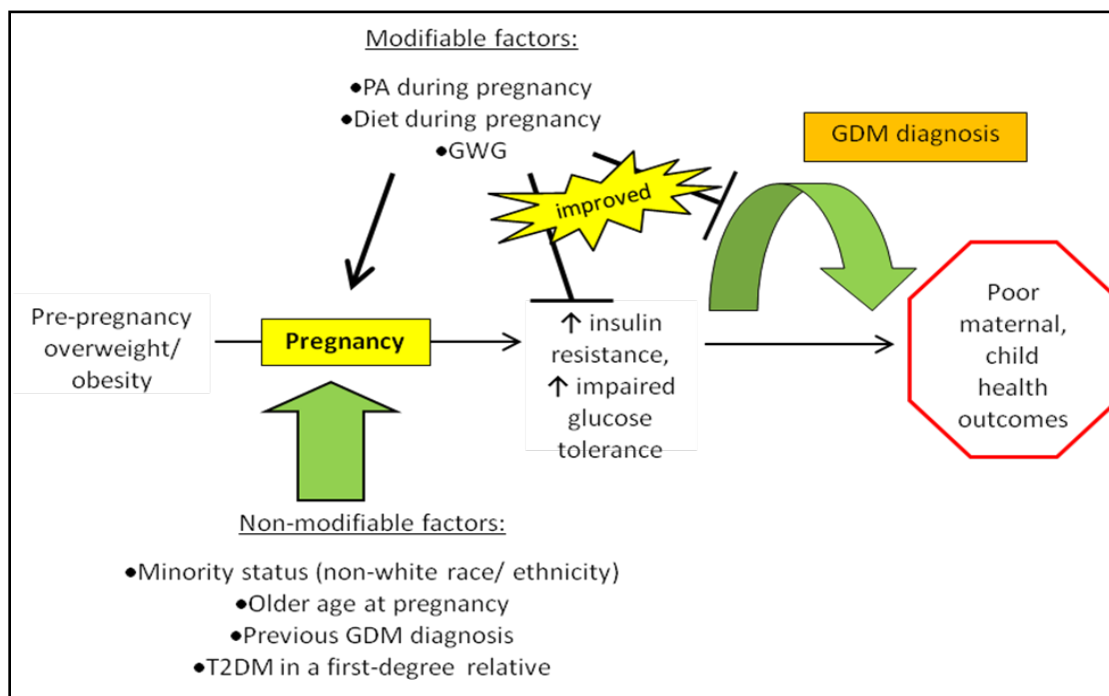 Modifiable factors:
●PA during pregnancy
●Diet during pregnancy
●GWG
GDM diagnosis
improved
Pre-pregnancy
overweight/
obesity
Pregnancy
↑ insulin
resistance,
↑ impaired
glucose
tolerance
Poor
maternal,
child
health
outcomes
Non-modifiable factors:
●Minority status (non-white race/ ethnicity)
●Older age at pregnancy
●Previous GDM diagnosis
●T2DM in a first-degree relative